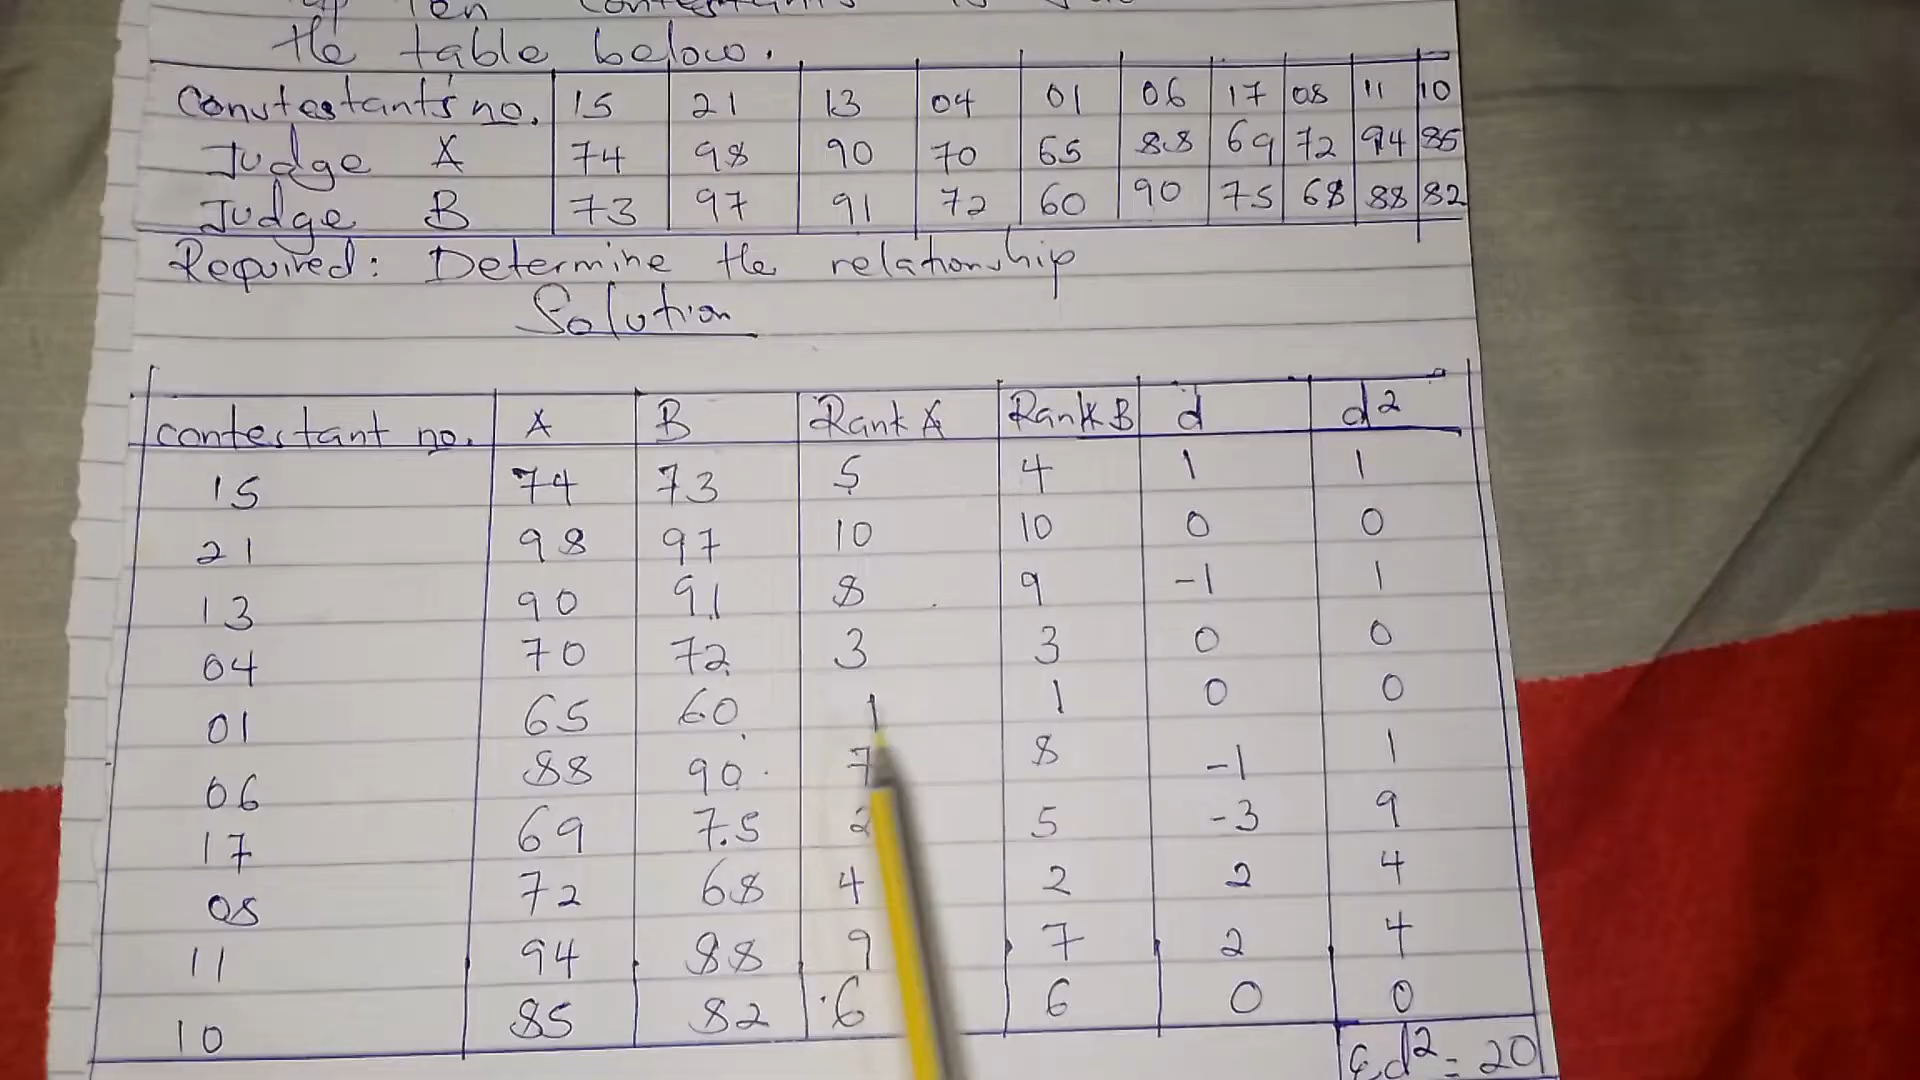 Ten contestants is
the table below.
Contestant's no. 15 21 13 04 01 06 17 08 11 10
Judge A 74 98 90 70 65 88 69 72 94 85
Judge B 73 97 91 72 60 90 75 68 88 82
Required: Determine the relationship
Solution
contestant no. A B Rank A Rank B d d2
15 74 73 5 4 1 1
21 98 97 10 10 0 0
13 90 91 8 9 -1 1
04 70 72 3 3 0 0
01 65 60 1 1 0 0
06 88 90 7 8 -1 1
17 69 75 2 5 -3 9
08 72 68 4 2 2 4
11 94 88 9 7 2 4
10 85 82 6 6 0 0
Ɛd2 = 20